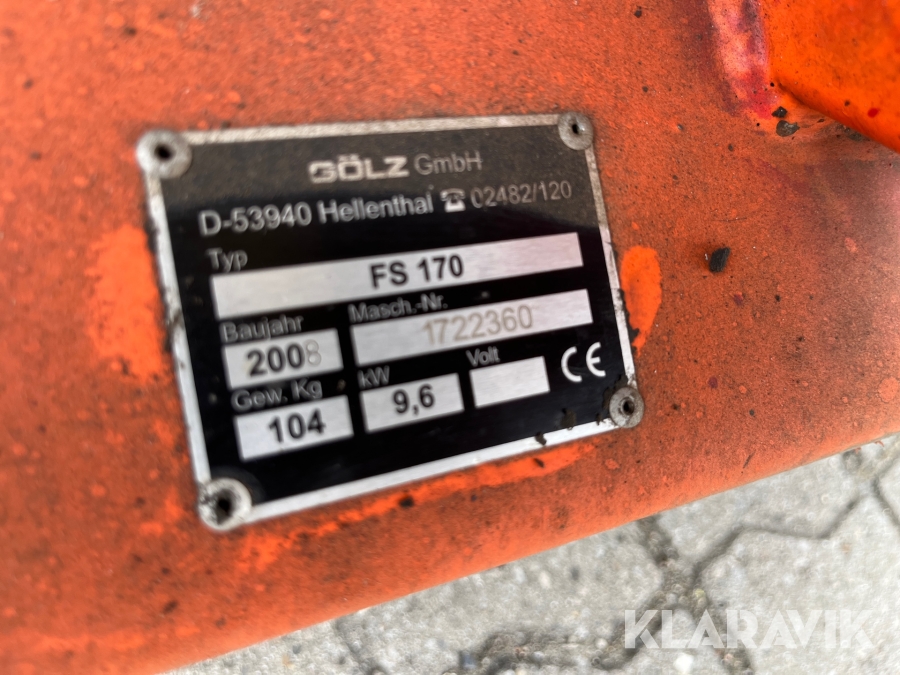 GÖLZ GmbH
D-53940 Hellenthal ☎ 02482/120
Typ
FS 170
Baujahr Masch.-Nr.
2008 1722360
Gew. Kg kW Volt
104 9,6 CE
KLARAVIK